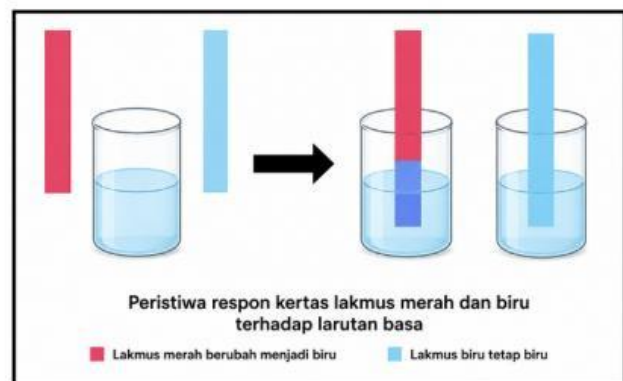 Peristiwa respon kertas lakmus merah dan biru
terhadap larutan basa
Lakmus merah berubah menjadi biru
Lakmus biru tetap biru